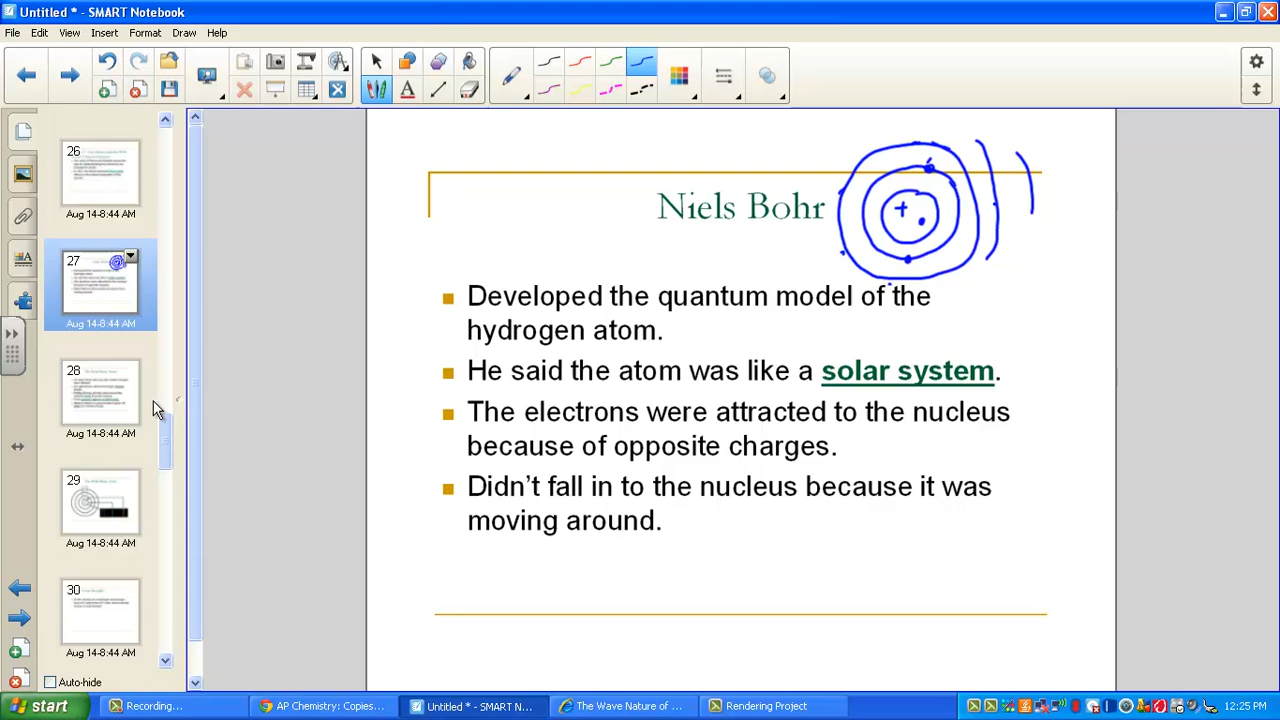 Untitled * - SMART Notebook
File Edit View Insert Format Draw Help
26
Aug 14-8:44 AM
27
Aug 14-8:44 AM
28
Aug 14-8:44 AM
29
Aug 14-8:44 AM
30
Aug 14-8:44 AM
Auto-hide
Niels Bohr
+
Developed the quantum model of the
hydrogen atom.
He said the atom was like a solar system.
The electrons were attracted to the nucleus
because of opposite charges.
Didn't fall in to the nucleus because it was
moving around.
start Recording... AP Chemistry: Copies... Untitled * - SMART N... The Wave Nature of ... Rendering Project 12:25 PM